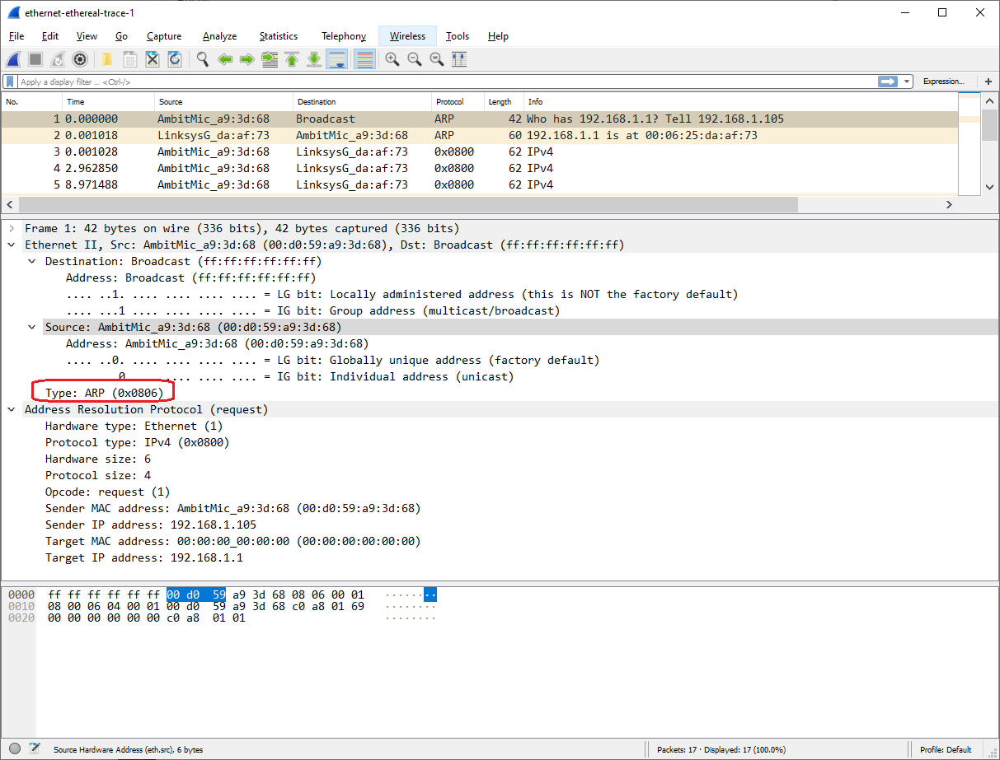 ethernet-ethereal-trace-1
File Edit View Go Capture Analyze Statistics Telephony Wireless Tools Help
Apply a display filter ... <Ctrl-/> Expression... +
No. Time Source Destination Protocol Length Info
1 0.000000 AmbitMic_a9:3d:68 Broadcast ARP 42 Who has 192.168.1.1? Tell 192.168.1.105
2 0.001018 LinksysG_da:af:73 AmbitMic_a9:3d:68 ARP 60 192.168.1.1 is at 00:06:25:da:af:73
3 0.001028 AmbitMic_a9:3d:68 LinksysG_da:af:73 0x0800 62 IPv4
4 2.962850 AmbitMic_a9:3d:68 LinksysG_da:af:73 0x0800 62 IPv4
5 8.971488 AmbitMic_a9:3d:68 LinksysG_da:af:73 0x0800 62 IPv4
Frame 1: 42 bytes on wire (336 bits), 42 bytes captured (336 bits)
Ethernet II, Src: AmbitMic_a9:3d:68 (00:d0:59:a9:3d:68), Dst: Broadcast (ff:ff:ff:ff:ff:ff)
Destination: Broadcast (ff:ff:ff:ff:ff:ff)
Address: Broadcast (ff:ff:ff:ff:ff:ff)
.... ..1. .... .... .... .... = LG bit: Locally administered address (this is NOT the factory default)
.... ...1 .... .... .... .... = IG bit: Group address (multicast/broadcast)
Source: AmbitMic_a9:3d:68 (00:d0:59:a9:3d:68)
Address: AmbitMic_a9:3d:68 (00:d0:59:a9:3d:68)
.... ..0. .... .... .... .... = LG bit: Globally unique address (factory default)
0 .... .... .... = IG bit: Individual address (unicast)
Type: ARP (0x0806)
Address Resolution Protocol (request)
Hardware type: Ethernet (1)
Protocol type: IPv4 (0x0800)
Hardware size: 6
Protocol size: 4
Opcode: request (1)
Sender MAC address: AmbitMic_a9:3d:68 (00:d0:59:a9:3d:68)
Sender IP address: 192.168.1.105
Target MAC address: 00:00:00_00:00:00 (00:00:00:00:00:00)
Target IP address: 192.168.1.1
0000 ff ff ff ff ff ff 00 d0 59 a9 3d 68 08 06 00 01 ········
0010 08 00 06 04 00 01 00 d0 59 a9 3d 68 c0 a8 01 69 ········
0020 00 00 00 00 00 00 c0 a8 01 01 ········
Source Hardware Address (eth.src), 6 bytes Packets: 17 · Displayed: 17 (100.0%) Profile: Default